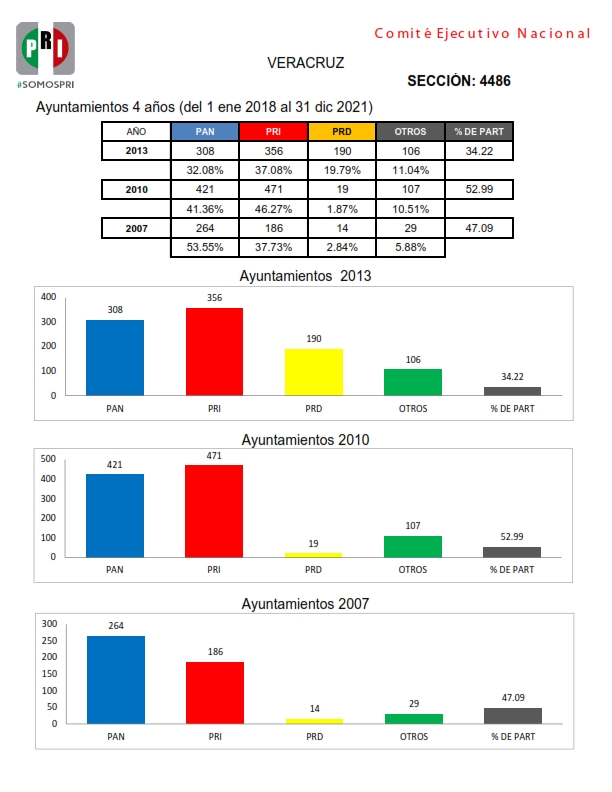 Comité Ejecutivo Nacional
PRI
#SOMOSPRI
VERACRUZ
SECCIÓN: 4486
Ayuntamientos 4 años (del 1 ene 2018 al 31 dic 2021)
AÑO PAN PRI PRD OTROS % DE PART
2013 308 356 190 106 34.22
32.08% 37.08% 19.79% 11.04%
2010 421 471 19 107 52.99
41.36% 46.27% 1.87% 10.51%
2007 264 186 14 29 47.09
53.55% 37.73% 2.84% 5.88%
Ayuntamientos 2013
400
300
200
100
0
308 356 190 106 34.22
PAN PRI PRD OTROS % DE PART
Ayuntamientos 2010
500
400
300
200
100
0
421 471 19 107 52.99
PAN PRI PRD OTROS % DE PART
Ayuntamientos 2007
300
250
200
150
100
50
0
264 186 14 29 47.09
PAN PRI PRD OTROS % DE PART